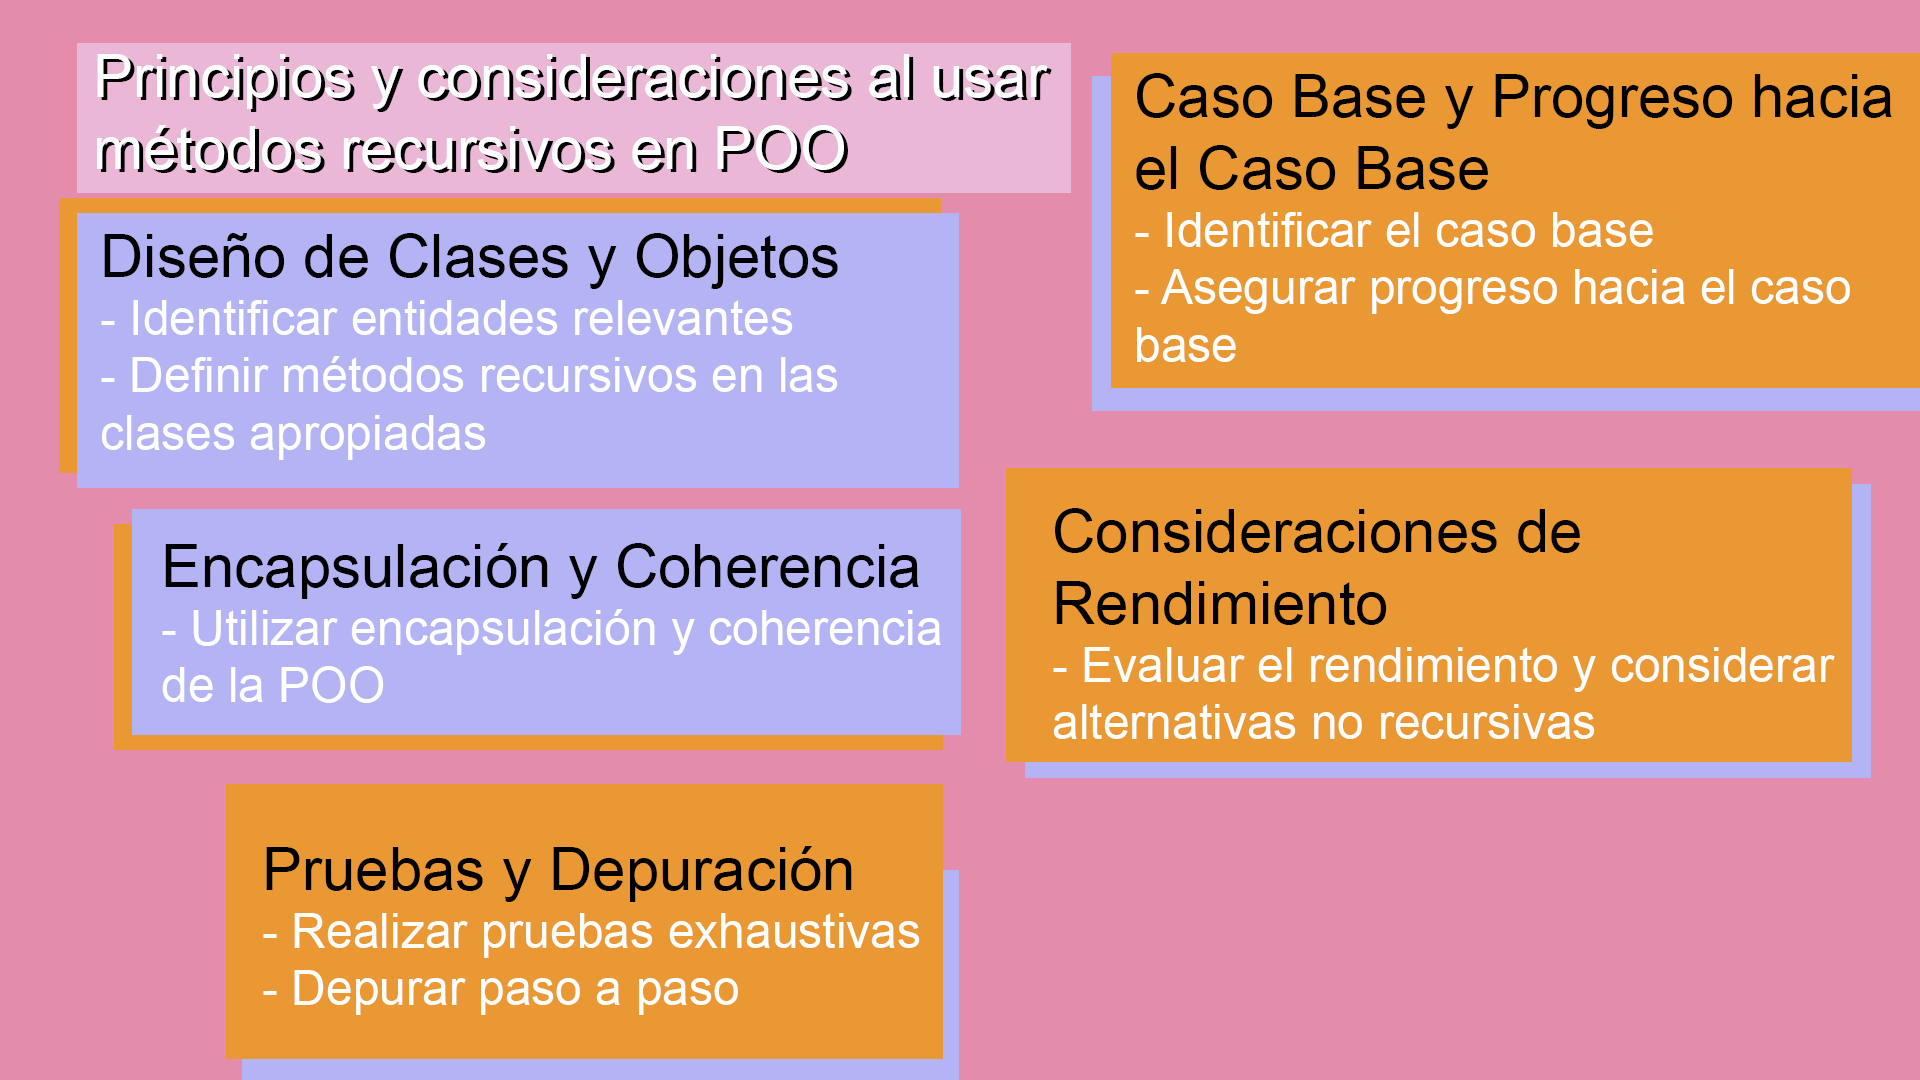 Principios y consideraciones al usar
métodos recursivos en POO
Diseño de Clases y Objetos
- Identificar entidades relevantes
- Definir métodos recursivos en las
clases apropiadas
Encapsulación y Coherencia
- Utilizar encapsulación y coherencia
de la POO
Pruebas y Depuración
- Realizar pruebas exhaustivas
- Depurar paso a paso
Caso Base y Progreso hacia
el Caso Base
- Identificar el caso base
- Asegurar progreso hacia el caso
base
Consideraciones de
Rendimiento
- Evaluar el rendimiento y considerar
alternativas no recursivas